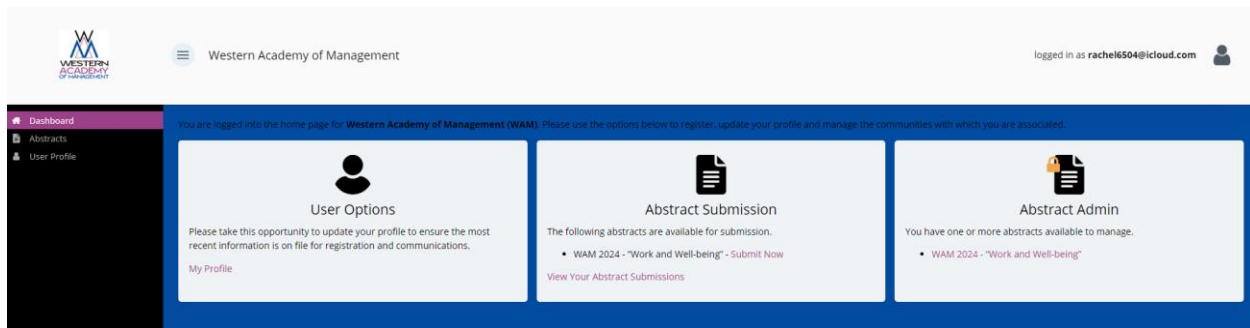 WESTERN
ACADEMY
OF MANAGEMENT
Western Academy of Management
logged in as rachel6504@icloud.com
Dashboard
Abstracts
User Profile
You are logged into the home page for Western Academy of Management (WAM). Please use the options below to register, update your profile and manage the communities with which you are associated.
User Options
Please take this opportunity to update your profile to ensure the most
recent information is on file for registration and communications.
My Profile
Abstract Submission
The following abstracts are available for submission.
• WAM 2024 - "Work and Well-being" - Submit Now
View Your Abstract Submissions
Abstract Admin
You have one or more abstracts available to manage.
• WAM 2024 - "Work and Well-being"